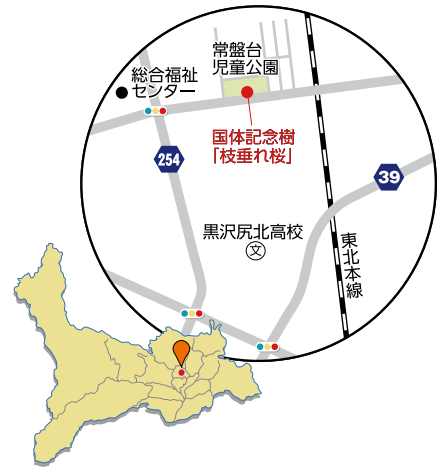 常盤台
児童公園
総合福祉
センター
国体記念樹
「枝垂れ桜」
254
39
黒沢尻北高校
文
東北本線